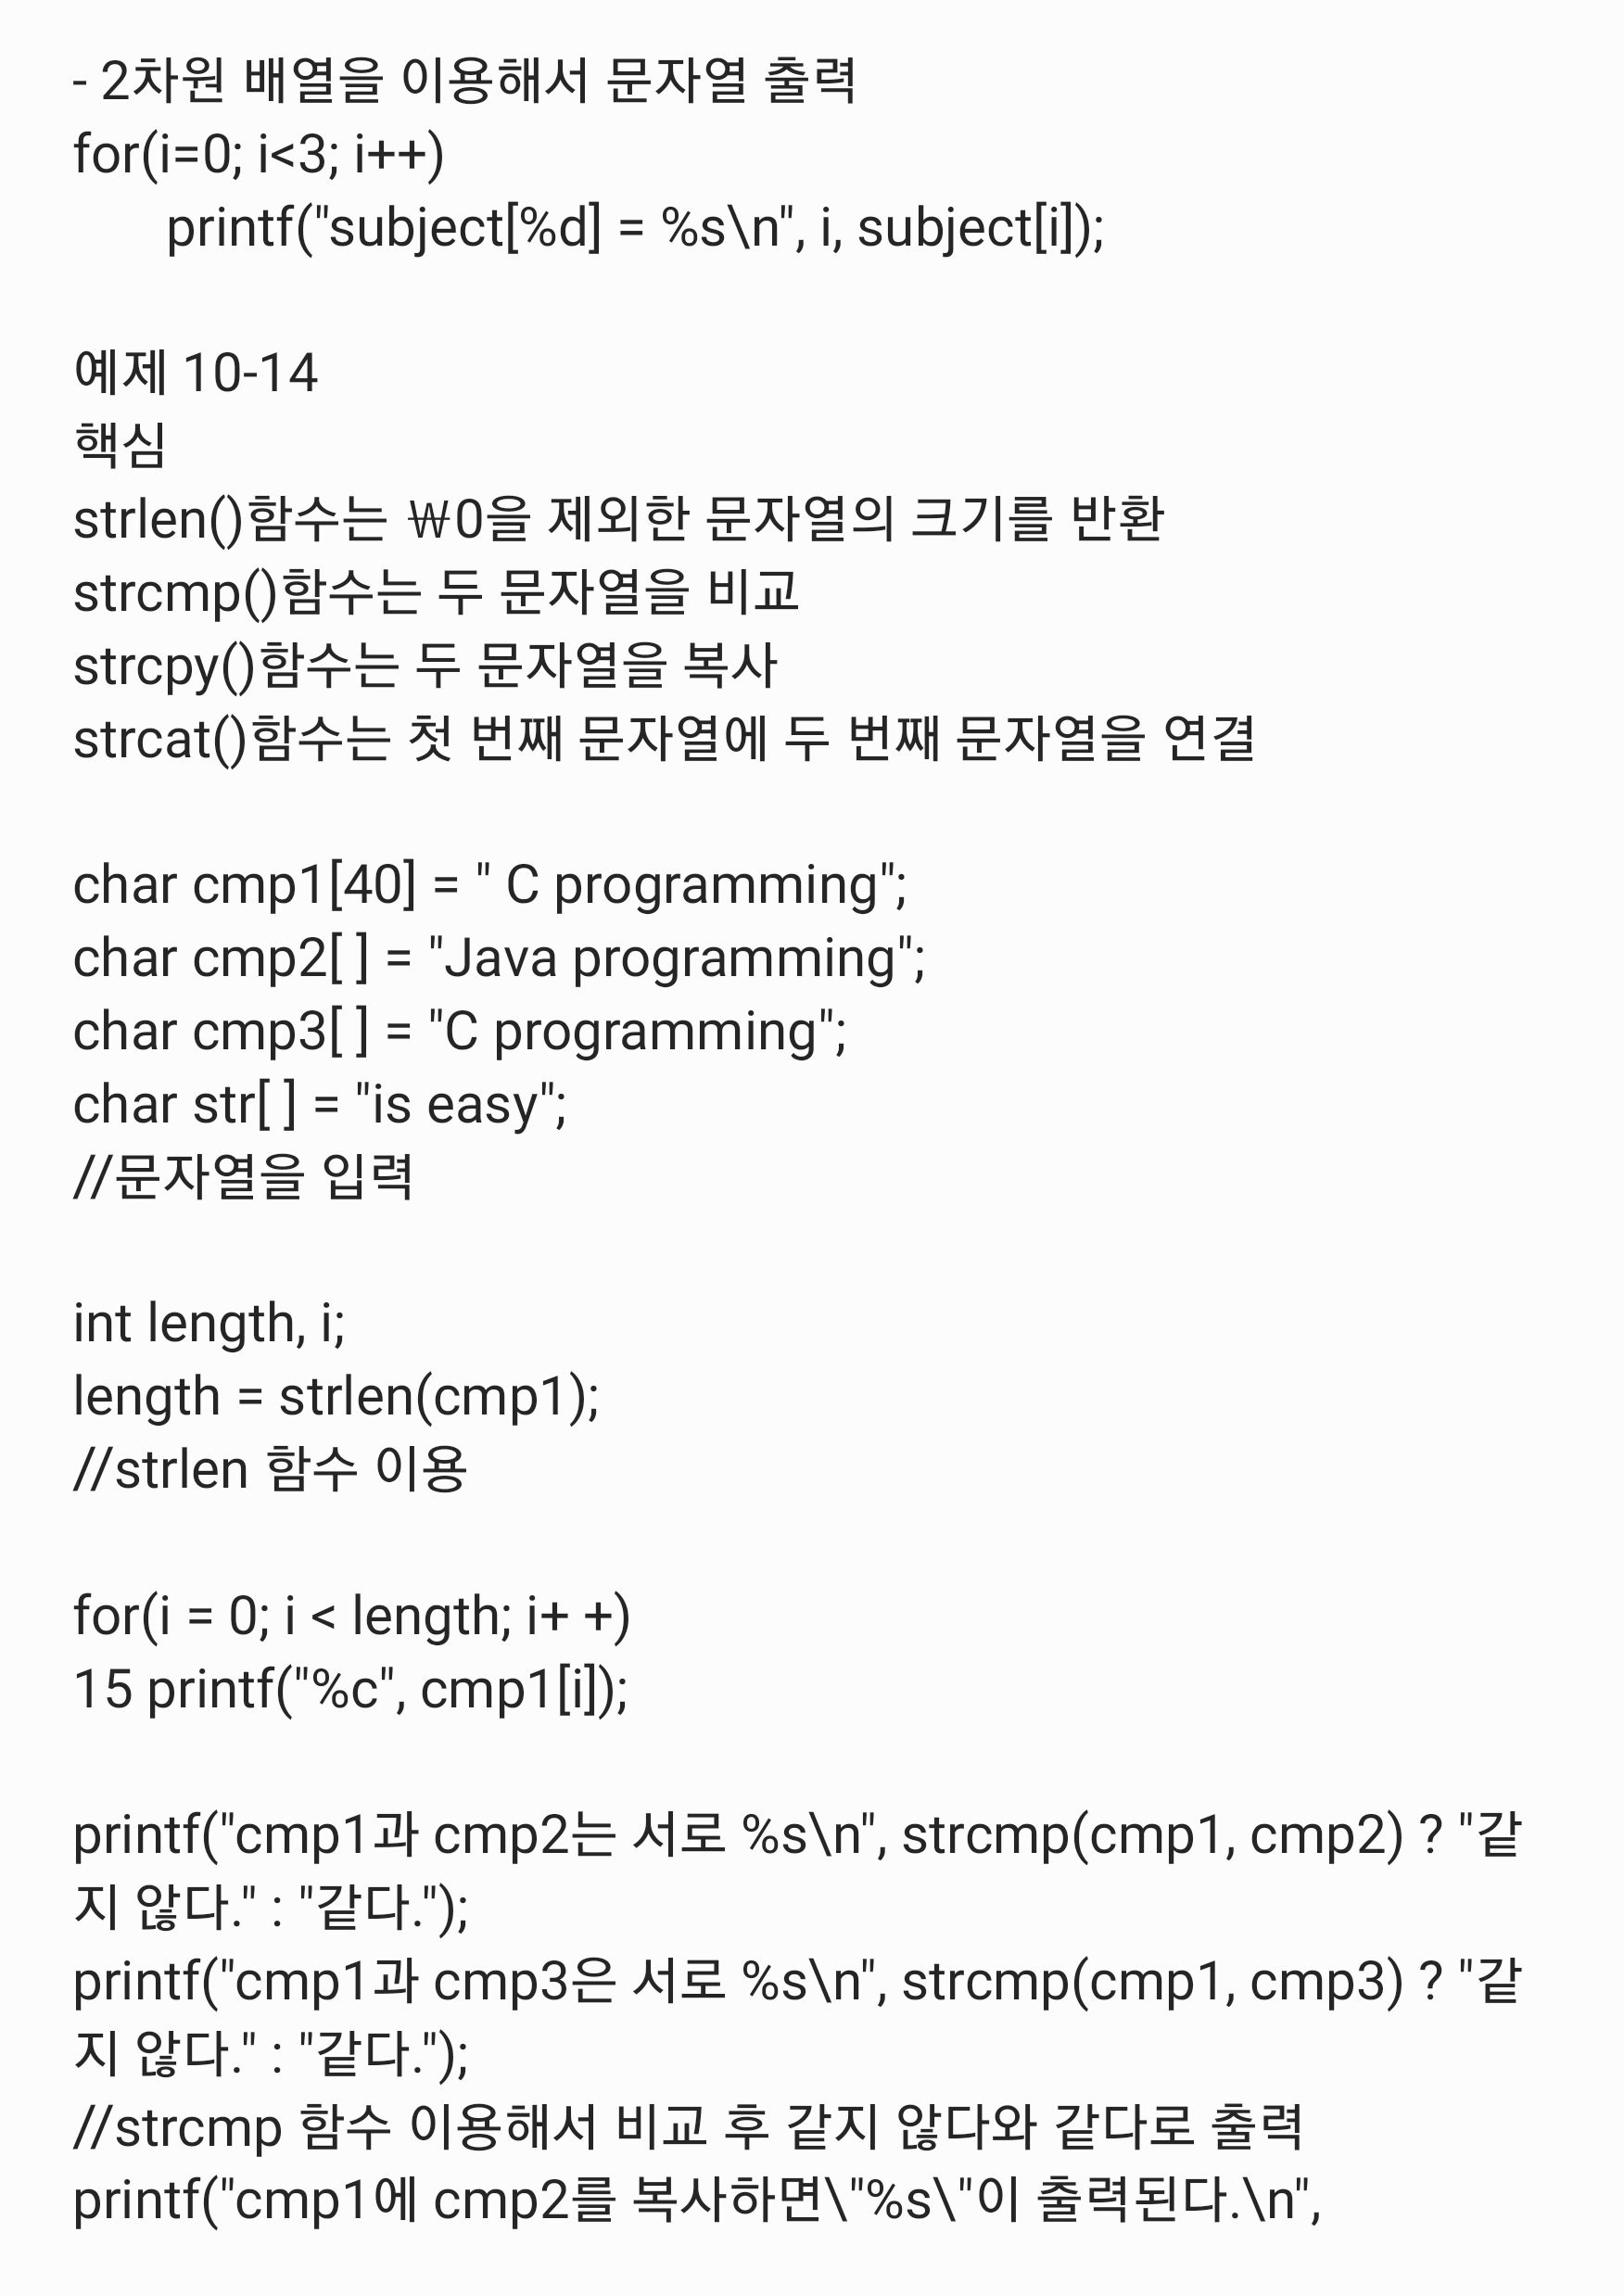 - 2차원 배열을 이용해서 문자열 출력
for(i=0; i<3; i++)
printf("subject[%d] = %s\n", i, subject[i]);
예제 10-14
핵심
strlen()함수는 ₩0을 제외한 문자열의 크기를 반환
strcmp()함수는 두 문자열을 비교
strcpy()함수는 두 문자열을 복사
strcat()함수는 첫 번째 문자열에 두 번째 문자열을 연결
char cmp1[40] = " C programming";
char cmp2[ ] = "Java programming";
char cmp3[ ] = "C programming";
char str[ ] = "is easy";
//문자열을 입력
int length, i;
length = strlen(cmp1);
//strlen 함수 이용
for(i = 0; i < length; i+ +)
15 printf("%c", cmp1[i]);
printf("cmp1과 cmp2는 서로 %s\n", strcmp(cmp1, cmp2) ? "같
지 않다." : "같다.");
printf("cmp1과 cmp3은 서로 %s\n", strcmp(cmp1, cmp3) ? "같
지 않다." : "같다.");
//strcmp 함수 이용해서 비교 후 같지 않다와 같다로 출력
printf("cmp1에 cmp2를 복사하면\"%s\"이 출력된다.\n",